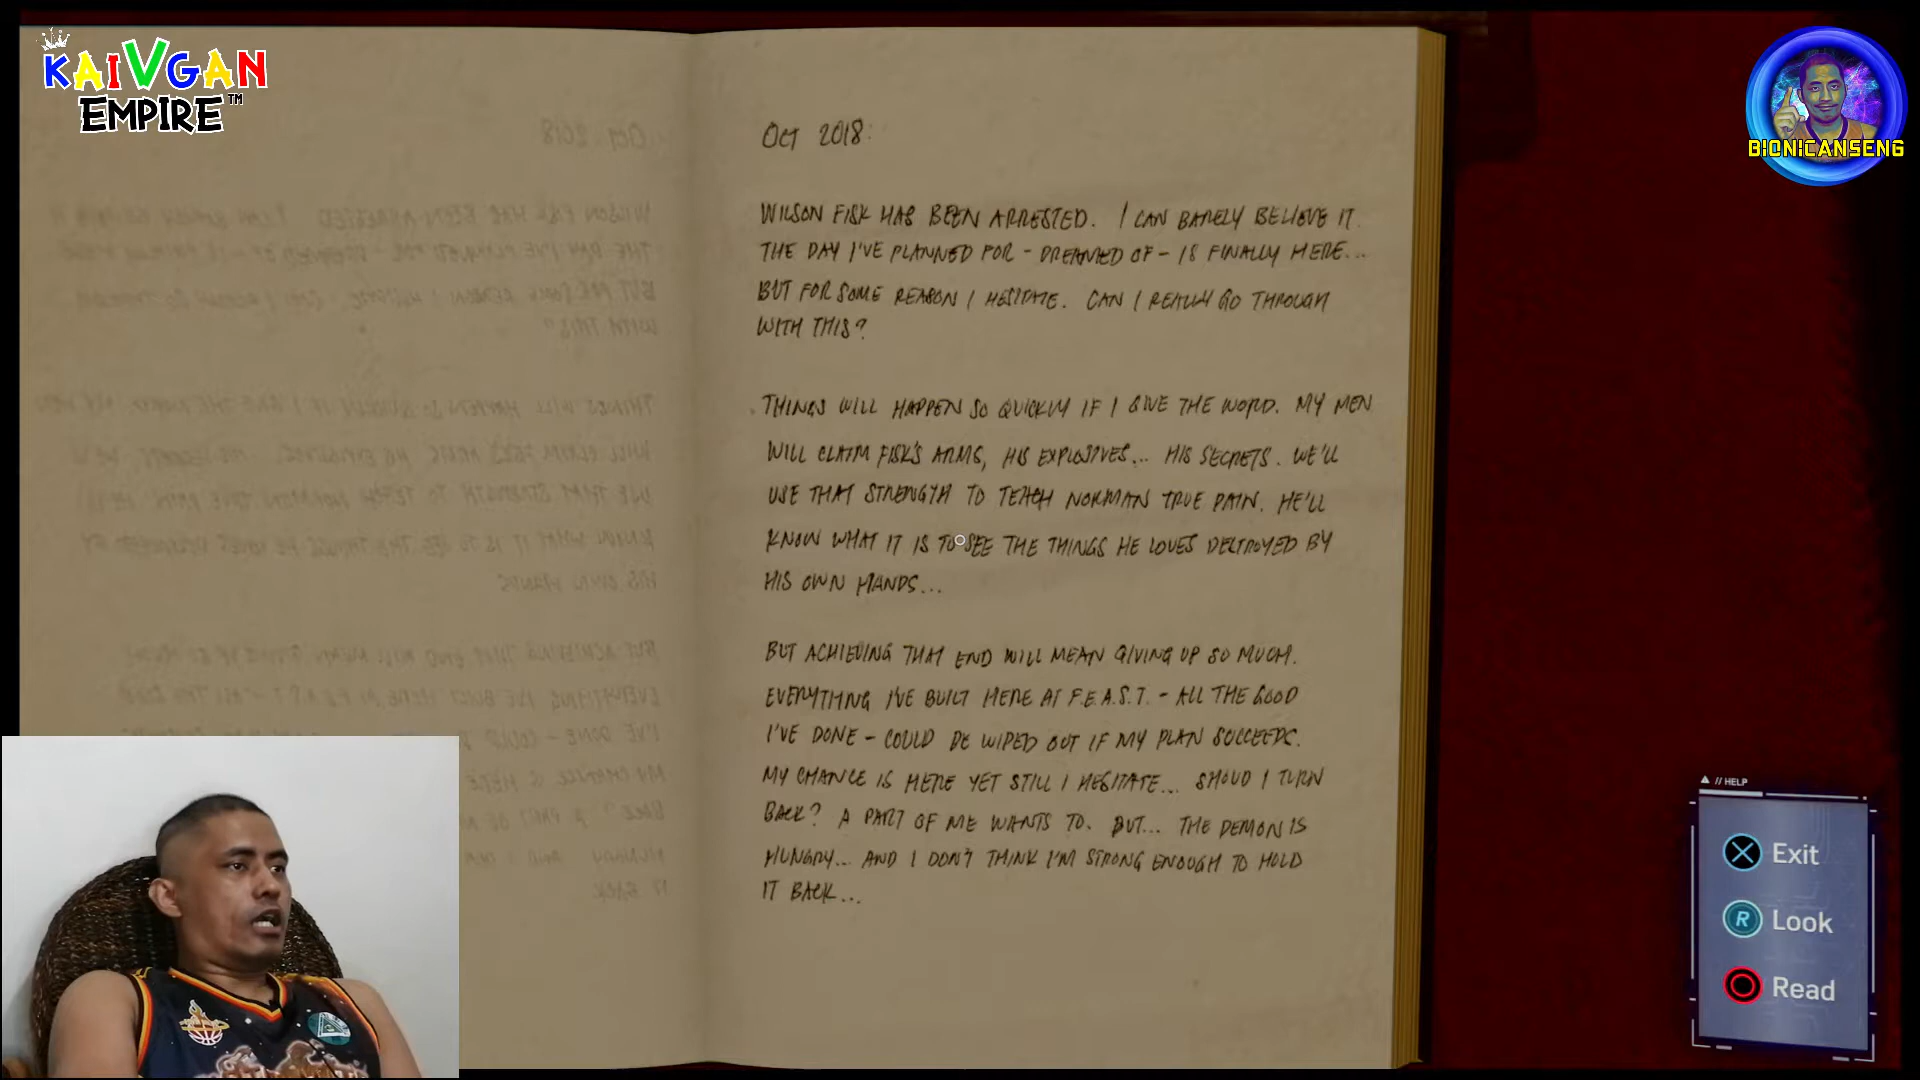 KAIVGAN
EMPIRE™
BIONICANSENG
OCT 2018:
WILSON FISK HAS BEEN ARRESTED. I CAN BARELY BELIEVE IT.
THE DAY I'VE PLANNED FOR - DREAMED OF - IS FINALLY HERE...
BUT FOR SOME REASON I HESITATE. CAN I REALLY GO THROUGH
WITH THIS?
THINGS WILL HAPPEN SO QUICKLY IF I GIVE THE WORD. MY MEN
WILL CLAIM FISK'S ARMS, HIS EXPLOSIVES... HIS SECRETS. WE'LL
USE THAT STRENGTH TO TEACH NORMAN TRUE PAIN. HE'LL
KNOW WHAT IT IS TO SEE THE THINGS HE LOVES DESTROYED BY
HIS OWN HANDS...
BUT ACHIEVING THAT END WILL MEAN GIVING UP SO MUCH.
EVERYTHING I'VE BUILT HERE AT F.E.A.S.T. - ALL THE GOOD
I'VE DONE - COULD BE WIPED OUT IF MY PLAN SUCCEEDS.
MY CHANCE IS HERE YET STILL I HESITATE... SHOUD I TURN
BACK? A PART OF ME WANTS TO. BUT... THE DEMON IS
HUNGRY... AND I DON'T THINK I'M STRONG ENOUGH TO HOLD
IT BACK...
// HELP
Exit
R Look
Read